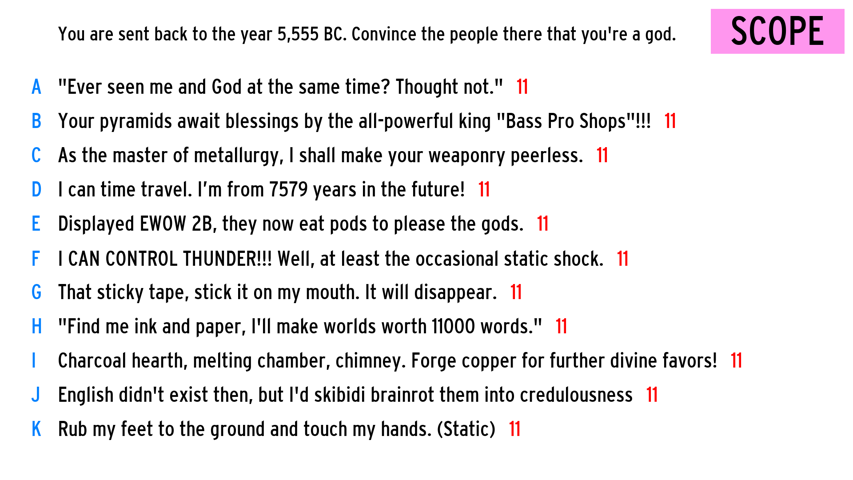 You are sent back to the year 5,555 BC. Convince the people there that you're a god.
SCOPE
A "Ever seen me and God at the same time? Thought not." 11
B Your pyramids await blessings by the all-powerful king "Bass Pro Shops"!!! 11
C As the master of metallurgy, I shall make your weaponry peerless. 11
D I can time travel. I’m from 7579 years in the future! 11
E Displayed EWOW 2B, they now eat pods to please the gods. 11
F I CAN CONTROL THUNDER!!! Well, at least the occasional static shock. 11
G That sticky tape, stick it on my mouth. It will disappear. 11
H "Find me ink and paper, I'll make worlds worth 11000 words." 11
I Charcoal hearth, melting chamber, chimney. Forge copper for further divine favors! 11
J English didn't exist then, but I'd skibidi brainrot them into credulousness 11
K Rub my feet to the ground and touch my hands. (Static) 11